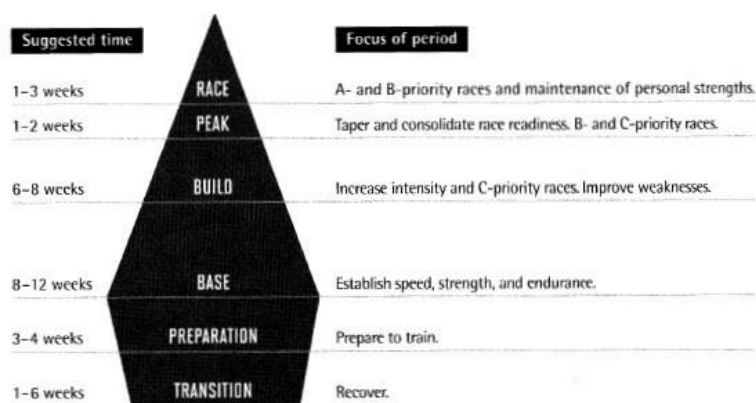 Suggested time Focus of period
1–3 weeks RACE A- and B-priority races and maintenance of personal strengths.
1–2 weeks PEAK Taper and consolidate race readiness. B- and C-priority races.
6–8 weeks BUILD Increase intensity and C-priority races. Improve weaknesses.
8–12 weeks BASE Establish speed, strength, and endurance.
3–4 weeks PREPARATION Prepare to train.
1–6 weeks TRANSITION Recover.